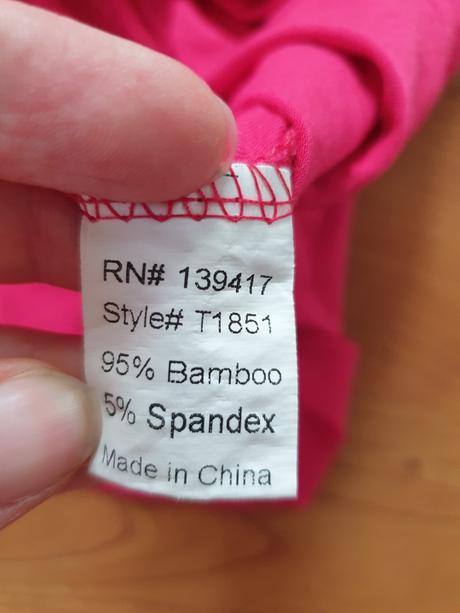 RN# 139417
Style# T1851
95% Bamboo
5% Spandex
Made in China